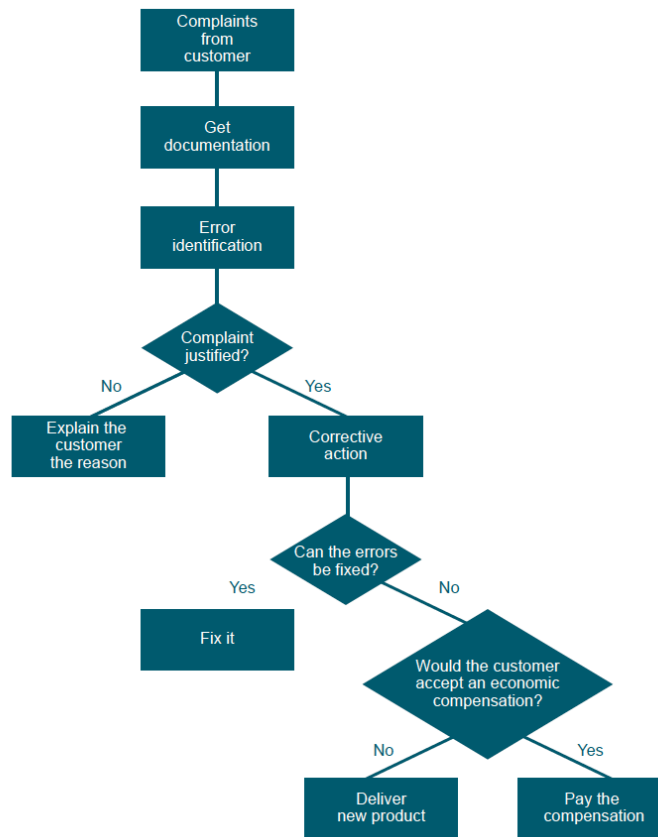 Complaints
from
customer
Get
documentation
Error
identification
Complaint
justified?
No
Yes
Explain the
customer
the reason
Corrective
action
Can the errors
be fixed?
Yes
No
Fix it
Would the customer
accept an economic
compensation?
No
Yes
Deliver
new product
Pay the
compensation